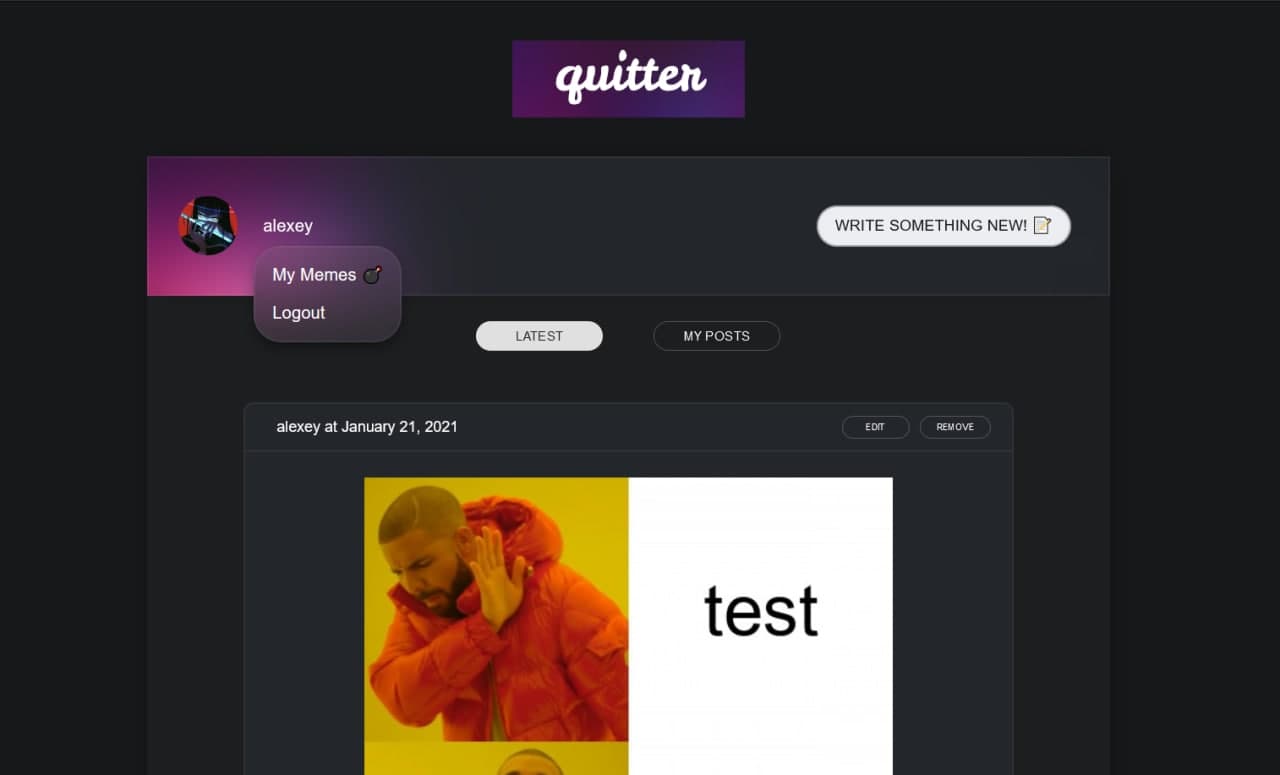 quitter
alexey
WRITE SOMETHING NEW! 📝
My Memes 💣
Logout
LATEST
MY POSTS
alexey at January 21, 2021
EDIT
REMOVE
test